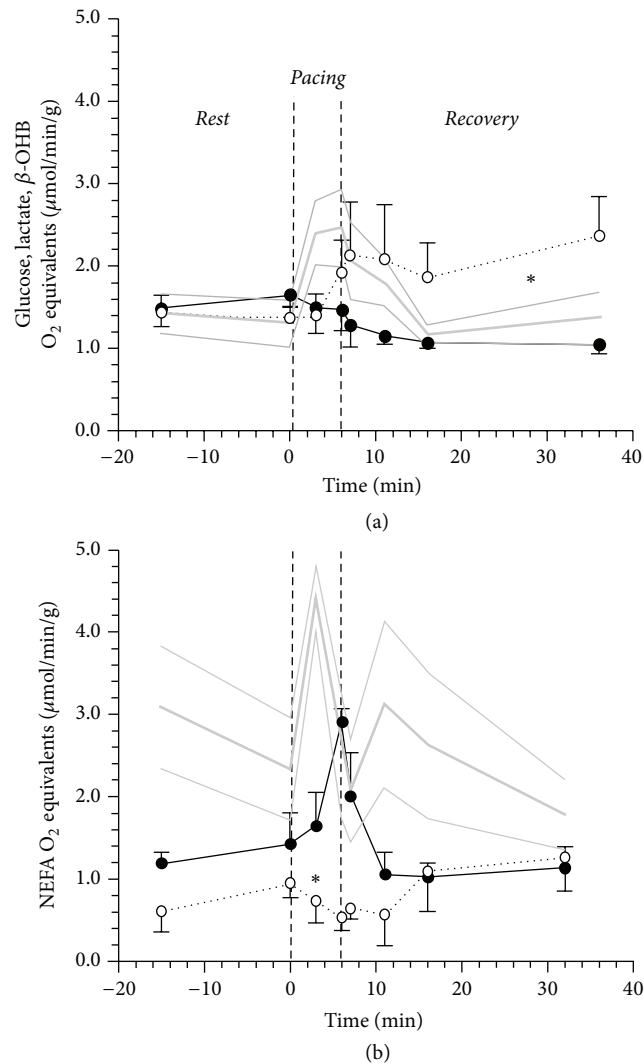 5.0
4.0
3.0
2.0
1.0
0.0
Glucose, lactate, β-OHB
O₂ equivalents (μmol/min/g)
Pacing
Rest
Recovery
*
−20
−10
0
10
20
30
40
Time (min)
(a)
5.0
4.0
3.0
2.0
1.0
0.0
NEFA O₂ equivalents (μmol/min/g)
*
−20
−10
0
10
20
30
40
Time (min)
(b)